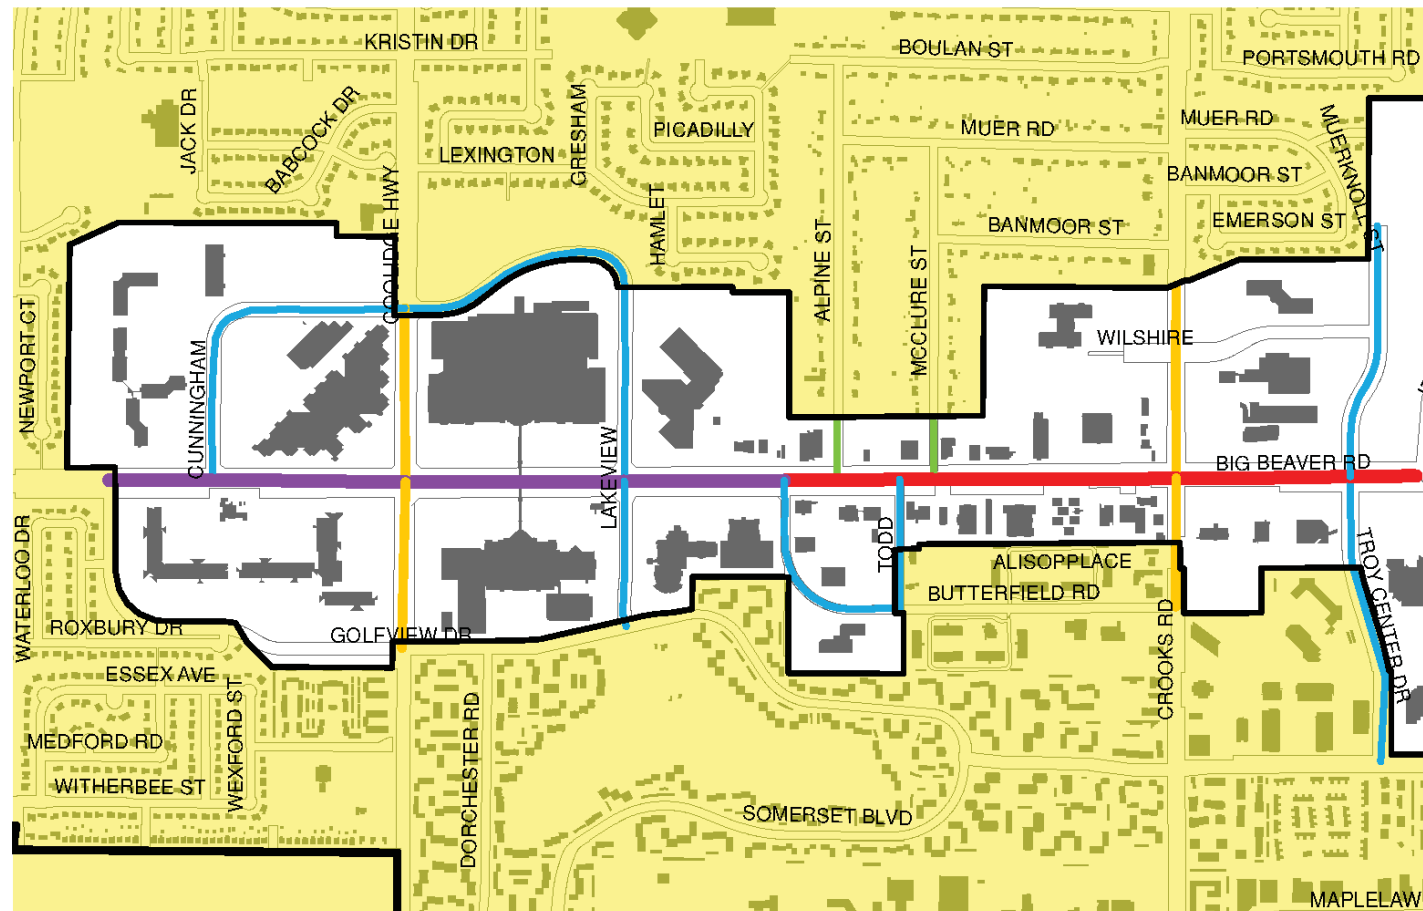 KRISTIN DR
BOULAN ST
PORTSMOUTH RD
JACK DR
BABCOCK DR
GRESHAM
PICADILLY
MUER RD
MUER RD
MUERKNOLL ST
LEXINGTON
COOLIDGE HWY
HAMLET
BANMOOR ST
BANMOOR ST
EMERSON ST
ALPINE ST
MCCLURE ST
NEWPORT CT
CUNNINGHAM
WILSHIRE
LAKEVIEW
BIG BEAVER RD
WATERLOO DR
TODD
ALISOPPLACE
BUTTERFIELD RD
TROY CENTER DR
ROXBURY DR
GOLFVIEW DR
CROOKS RD
ESSEX AVE
WEXFORD ST
DORCHESTER RD
MEDFORD RD
WITHERBEE ST
SOMERSET BLVD
MAPLELAW